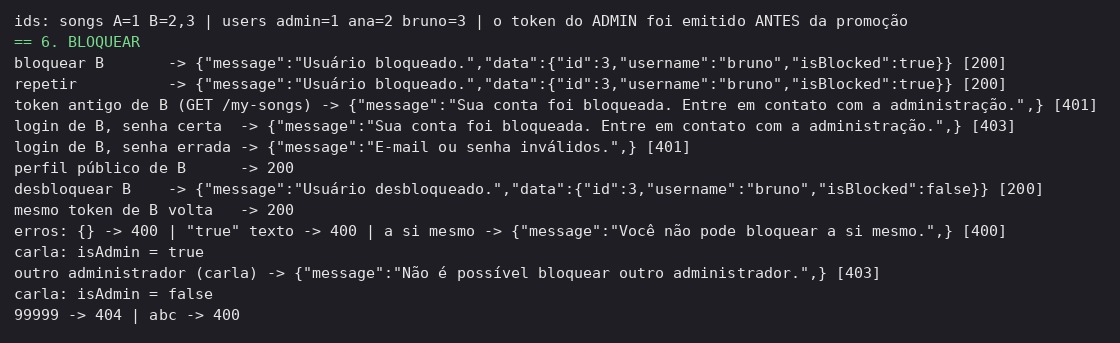 ids: songs A=1 B=2,3 | users admin=1 ana=2 bruno=3 | o token do ADMIN foi emitido ANTES da promoção
== 6. BLOQUEAR
bloquear B       -> {"message":"Usuário bloqueado.","data":{"id":3,"username":"bruno","isBlocked":true}} [200]
repetir          -> {"message":"Usuário bloqueado.","data":{"id":3,"username":"bruno","isBlocked":true}} [200]
token antigo de B (GET /my-songs) -> {"message":"Sua conta foi bloqueada. Entre em contato com a administração.",} [401]
login de B, senha certa  -> {"message":"Sua conta foi bloqueada. Entre em contato com a administração.",} [403]
login de B, senha errada -> {"message":"E-mail ou senha inválidos.",} [401]
perfil público de B      -> 200
desbloquear B    -> {"message":"Usuário desbloqueado.","data":{"id":3,"username":"bruno","isBlocked":false}} [200]
mesmo token de B volta   -> 200
erros: {} -> 400 | "true" texto -> 400 | a si mesmo -> {"message":"Você não pode bloquear a si mesmo.",} [400]
carla: isAdmin = true
outro administrador (carla) -> {"message":"Não é possível bloquear outro administrador.",} [403]
carla: isAdmin = false
99999 -> 404 | abc -> 400